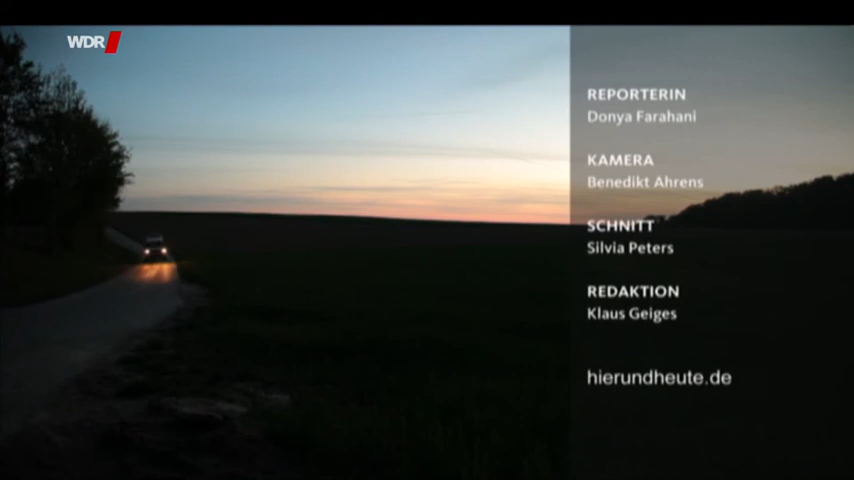 WDR
REPORTERIN
Donya Farahani
KAMERA
Benedikt Ahrens
SCHNITT
Silvia Peters
REDAKTION
Klaus Geiges
hierundheute.de